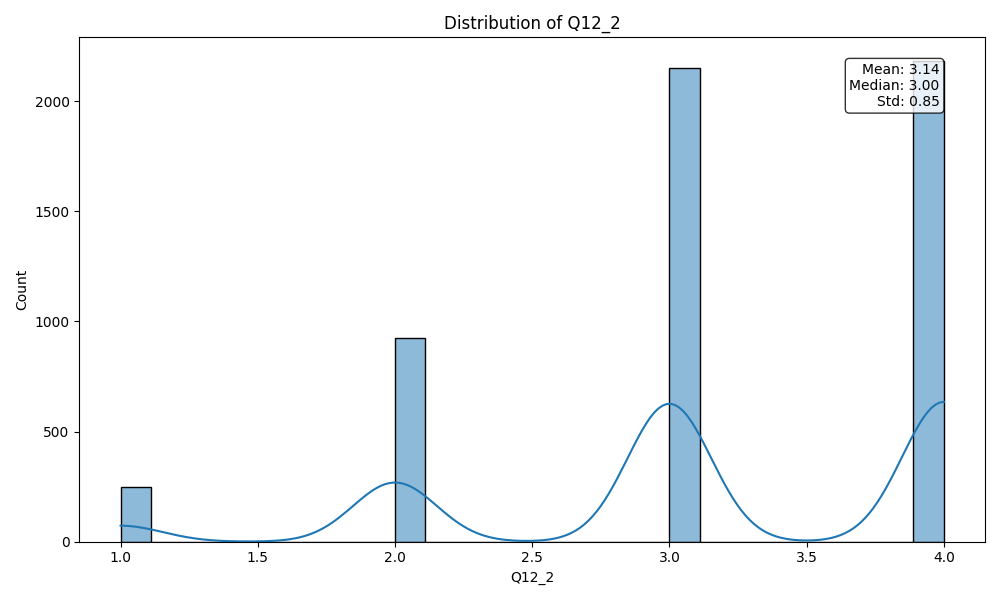 Distribution of Q12_2
Mean: 3.14
Median: 3.00
Std: 0.85
Count
2000
1500
1000
500
0
1.0 1.5 2.0 2.5 3.0 3.5 4.0
Q12_2